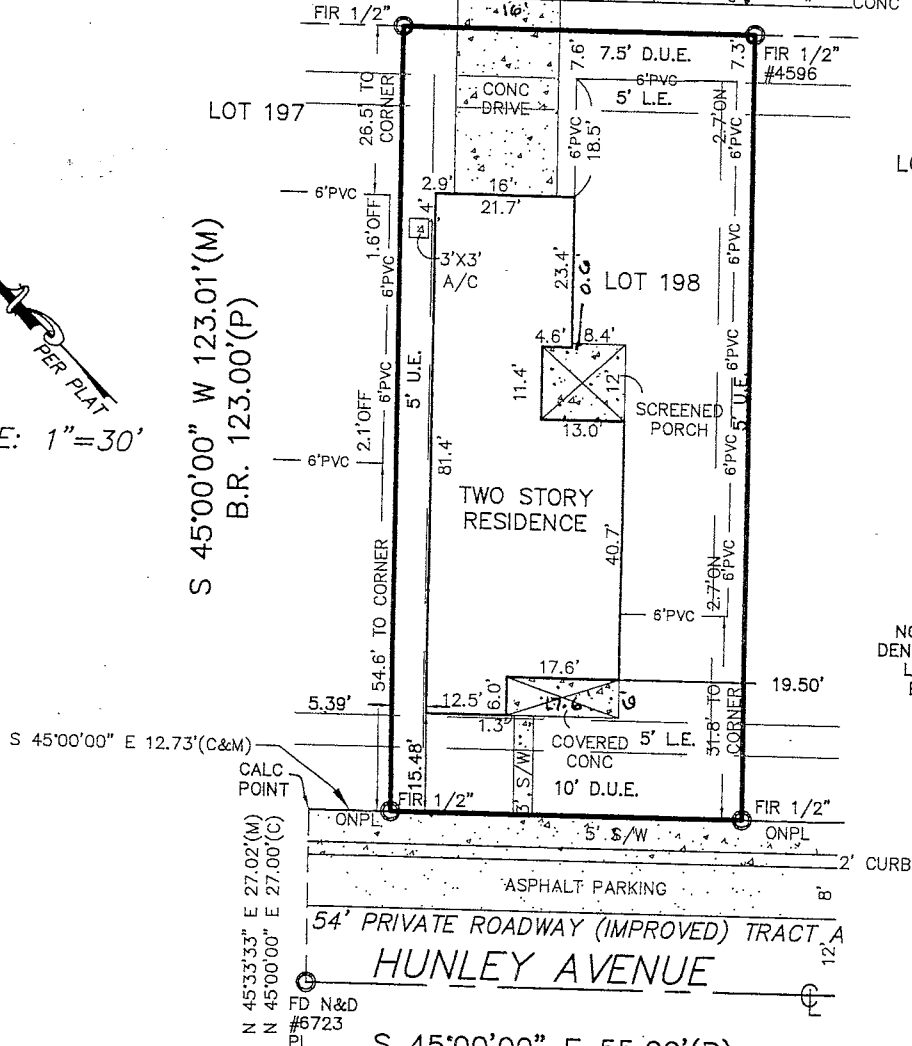 16'
CONC
FIR 1/2"
7.6'
7.5' D.U.E.
7.3'
FIR 1/2"
#4596
6'PVC
5' L.E.
CONC
DRIVE
LOT 197
26.5' TO
CORNER
6'PVC
18.5'
2.7'ON
6'PVC
6'PVC
2.9'
16'
21.7'
4'
1.6'OFF
6'PVC
3'X3'
A/C
23.4'
0.6
LOT 198
6'PVC
S 45°00'00" W 123.01'(M)
B.R. 123.00'(P)
PER PLAT
E: 1"=30'
5' U.E.
6'PVC
2.1'OFF
6'PVC
4.6'
8.4'
11.4'
12'
13.0'
SCREENED
PORCH
6'PVC
5' U.E.
6'PVC
81.4'
TWO STORY
RESIDENCE
40.7'
2.7'ON
6'PVC
6'PVC
54.6' TO CORNER
17.6'
19.50'
5.39'
12.5'
6.0'
17.6
6'
1.3'
31.8' TO
CORNER
S 45°00'00" E 12.73'(C&M)
COVERED
CONC
5' L.E.
CALC
POINT
15.48'
3' S/W
10' D.U.E.
FIR 1/2"
FIR 1/2"
ONPL
5' S/W
ONPL
2' CURB
ASPHALT PARKING
8'
N 45°33'33" E 27.02'(M)
N 45°00'00" E 27.00'(C)
54' PRIVATE ROADWAY (IMPROVED) TRACT A
12'
HUNLEY AVENUE
FD N&D
#6723